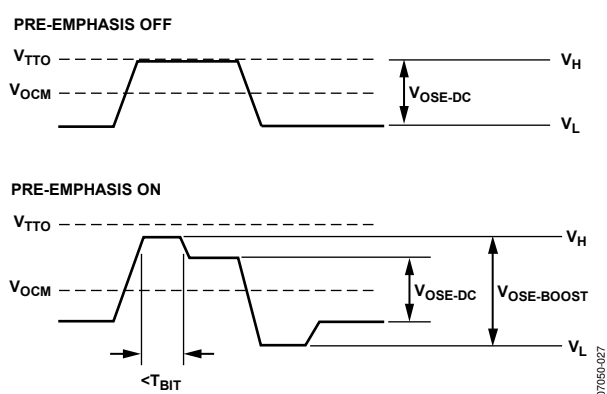 PRE-EMPHASIS OFF
VTTO
VH
VOCM
VOSE-DC
VL
PRE-EMPHASIS ON
VTTO
VH
VOCM
VOSE-DC
VOSE-BOOST
VL
<TBIT
07050-027